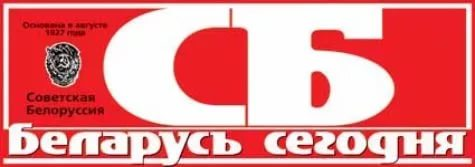 Основана в августе
1927 года
СБ
Советская
Белоруссия
Беларусь сегодня